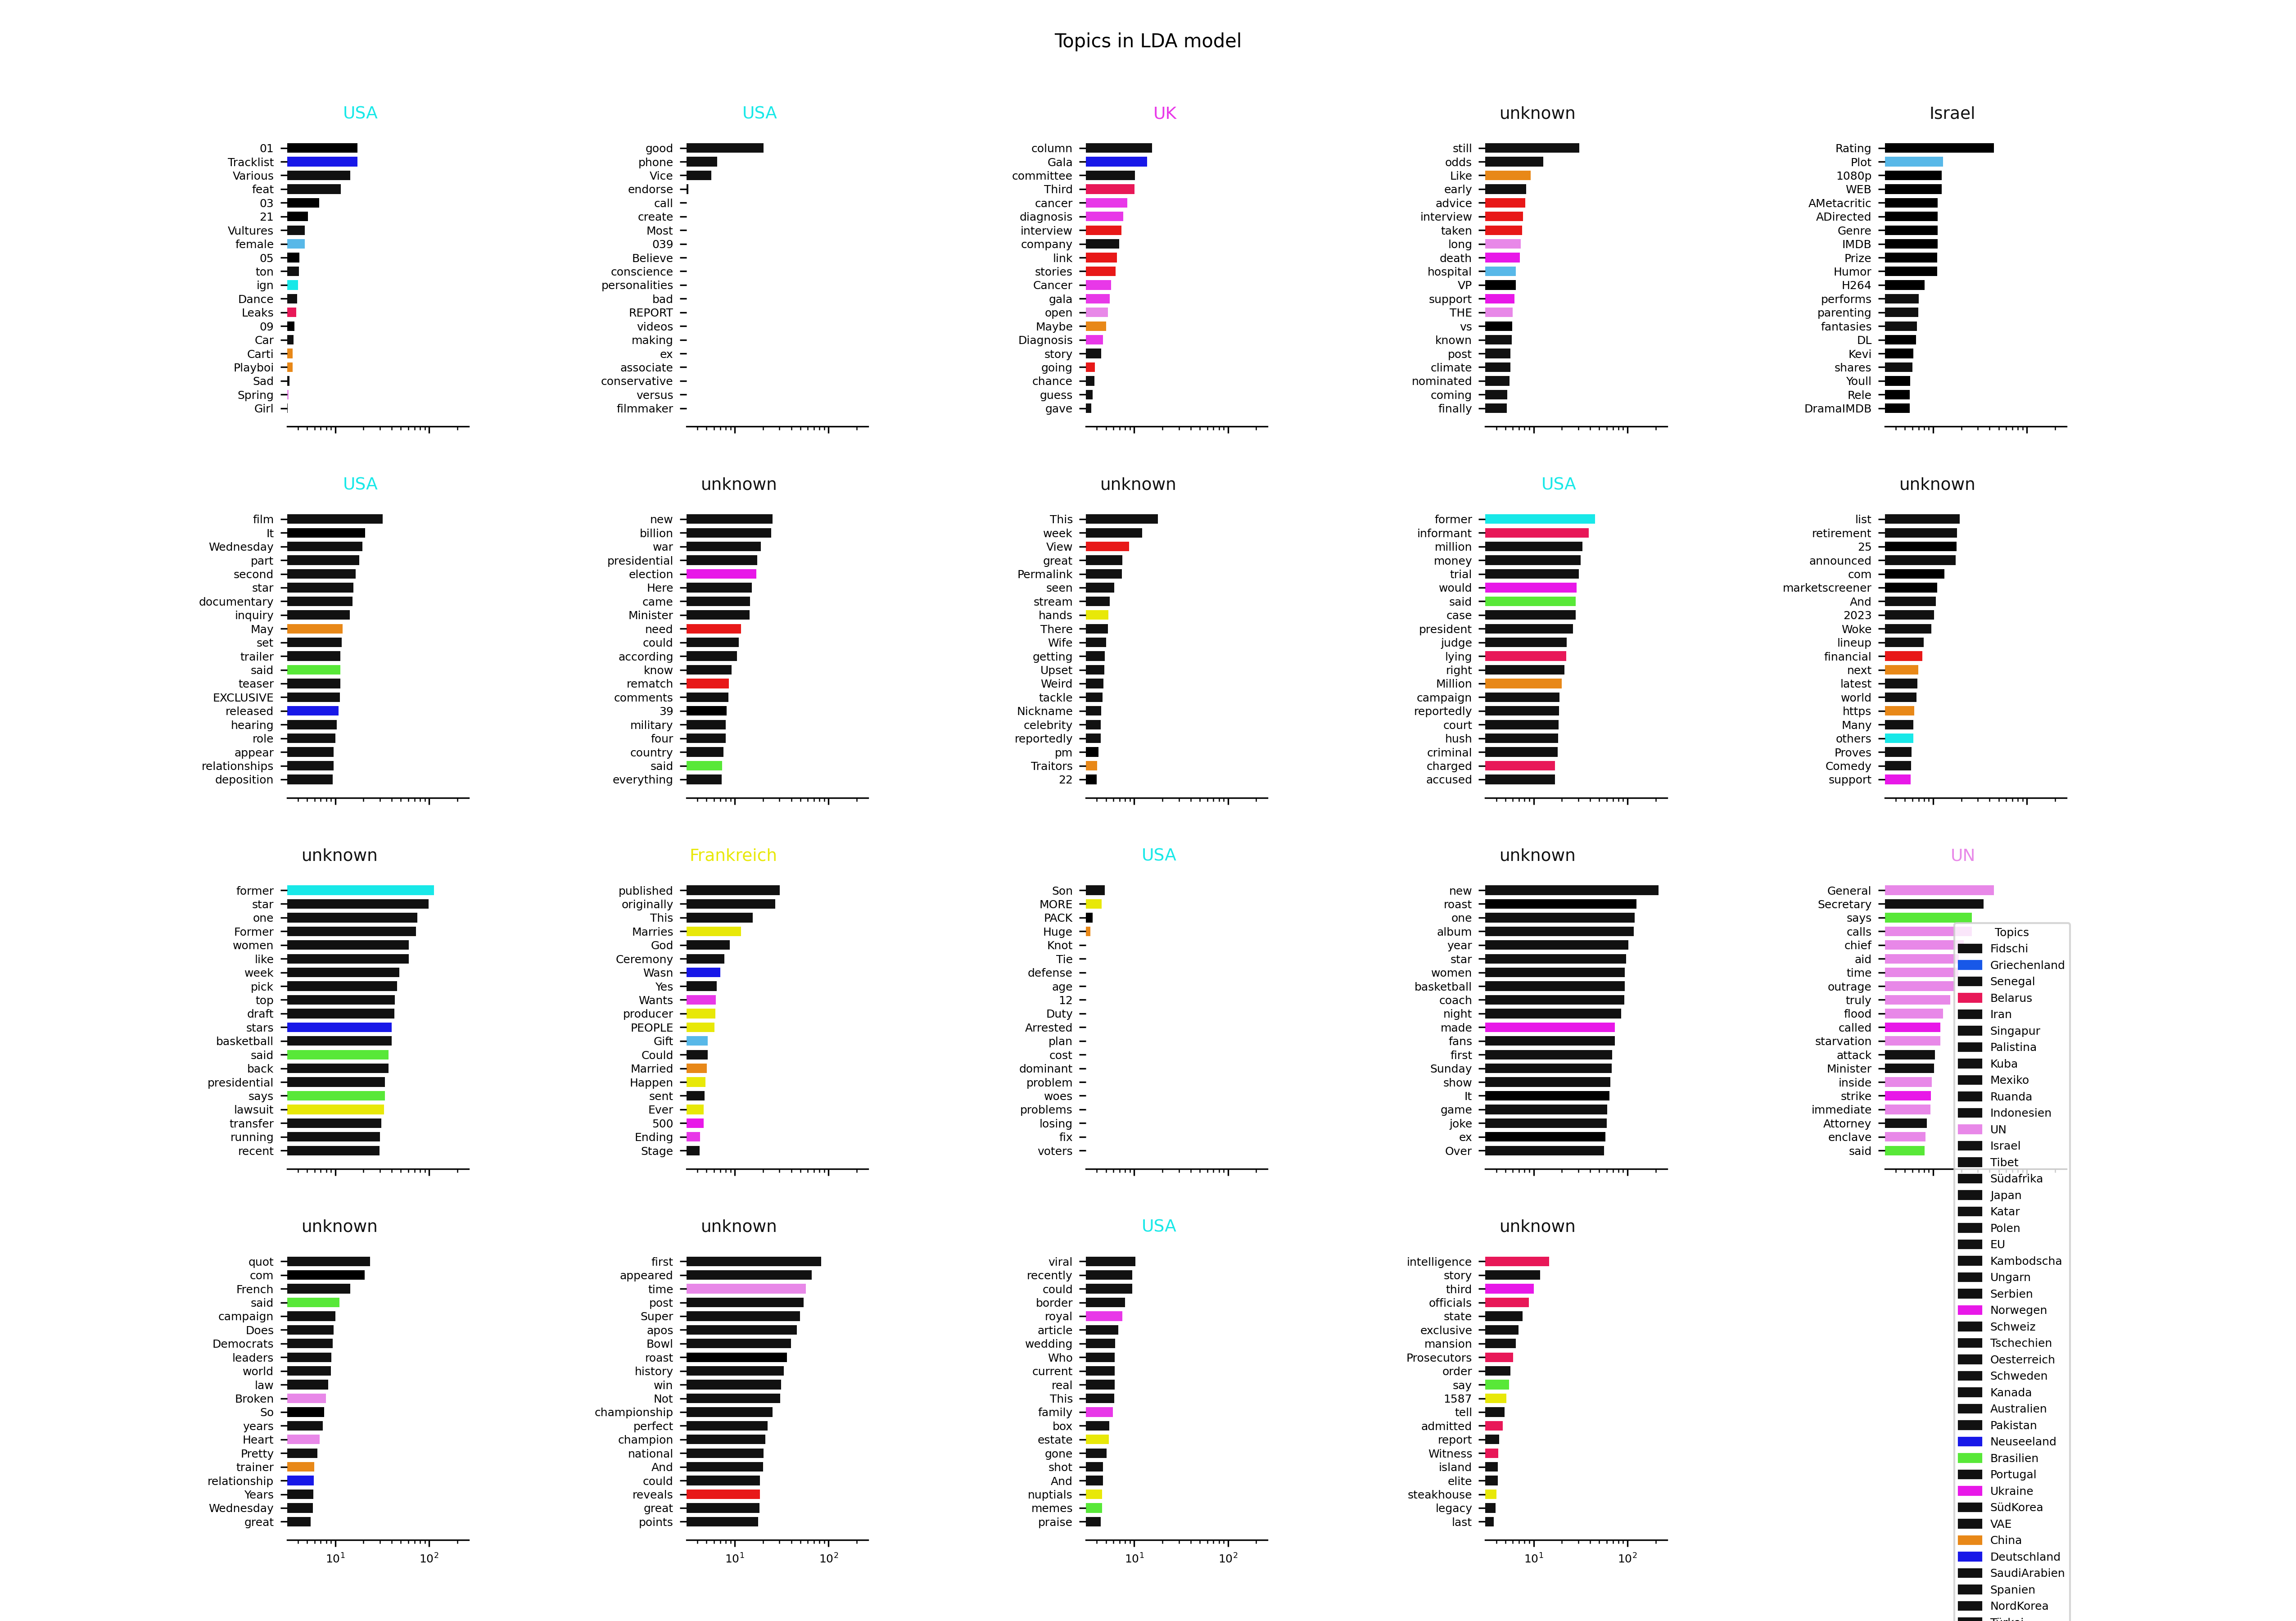 Topics in LDA model
USA
01
Tracklist
Various
feat
03
21
Vultures
female
05
ton
ign
Dance
Leaks
09
Car
Carti
Playboi
Sad
Spring
Girl
USA
good
phone
Vice
endorse
call
create
Most
039
Believe
conscience
personalities
bad
REPORT
videos
making
ex
associate
conservative
versus
filmmaker
UK
column
Gala
committee
Third
cancer
diagnosis
interview
company
link
stories
Cancer
gala
open
Maybe
Diagnosis
story
going
chance
guess
gave
unknown
still
odds
Like
early
advice
interview
taken
long
death
hospital
VP
support
THE
vs
known
post
climate
nominated
coming
finally
Israel
Rating
Plot
1080p
WEB
AMetacritic
ADirected
Genre
IMDB
Prize
Humor
H264
performs
parenting
fantasies
DL
Kevi
shares
Youll
Rele
DramaIMDB
USA
film
It
Wednesday
part
second
star
documentary
inquiry
May
set
trailer
said
teaser
EXCLUSIVE
released
hearing
role
appear
relationships
deposition
unknown
new
billion
war
presidential
election
Here
came
Minister
need
could
according
know
rematch
comments
39
military
four
country
said
everything
unknown
This
week
View
great
Permalink
seen
stream
hands
There
Wife
getting
Upset
Weird
tackle
Nickname
celebrity
reportedly
pm
Traitors
22
USA
former
informant
million
money
trial
would
said
case
president
judge
lying
right
Million
campaign
reportedly
court
hush
criminal
charged
accused
unknown
list
retirement
25
announced
com
marketscreener
And
2023
Woke
lineup
financial
next
latest
world
https
Many
others
Proves
Comedy
support
unknown
former
star
one
Former
women
like
week
pick
top
draft
stars
basketball
said
back
presidential
says
lawsuit
transfer
running
recent
Frankreich
published
originally
This
Marries
God
Ceremony
Wasn
Yes
Wants
producer
PEOPLE
Gift
Could
Married
Happen
sent
Ever
500
Ending
Stage
USA
Son
MORE
PACK
Huge
Knot
Tie
defense
age
12
Duty
Arrested
plan
cost
dominant
problem
woes
problems
losing
fix
voters
unknown
new
roast
one
album
year
star
women
basketball
coach
night
made
fans
first
Sunday
show
It
game
joke
ex
Over
UN
General
Secretary
says
calls
chief
aid
time
outrage
truly
flood
called
starvation
attack
Minister
inside
strike
immediate
Attorney
enclave
said
Topics
Fidschi
Griechenland
Senegal
Belarus
Iran
Singapur
Palistina
Kuba
Mexiko
Ruanda
Indonesien
UN
Israel
Tibet
Südafrika
Japan
Katar
Polen
EU
Kambodscha
Ungarn
Serbien
Norwegen
Schweiz
Tschechien
Oesterreich
Schweden
Kanada
Australien
Pakistan
Neuseeland
Brasilien
Portugal
Ukraine
SüdKorea
VAE
China
Deutschland
SaudiArabien
Spanien
NordKorea
unknown
quot
com
French
said
campaign
Does
Democrats
leaders
world
law
Broken
So
years
Heart
Pretty
trainer
relationship
Years
Wednesday
great
10¹ 10²
unknown
first
appeared
time
post
Super
apos
Bowl
roast
history
win
Not
championship
perfect
champion
national
And
could
reveals
great
points
10¹ 10²
USA
viral
recently
could
border
royal
article
wedding
Who
current
real
This
family
box
estate
gone
shot
And
nuptials
memes
praise
10¹ 10²
unknown
intelligence
story
third
officials
state
exclusive
mansion
Prosecutors
order
say
1587
tell
admitted
report
Witness
island
elite
steakhouse
legacy
last
10¹ 10²